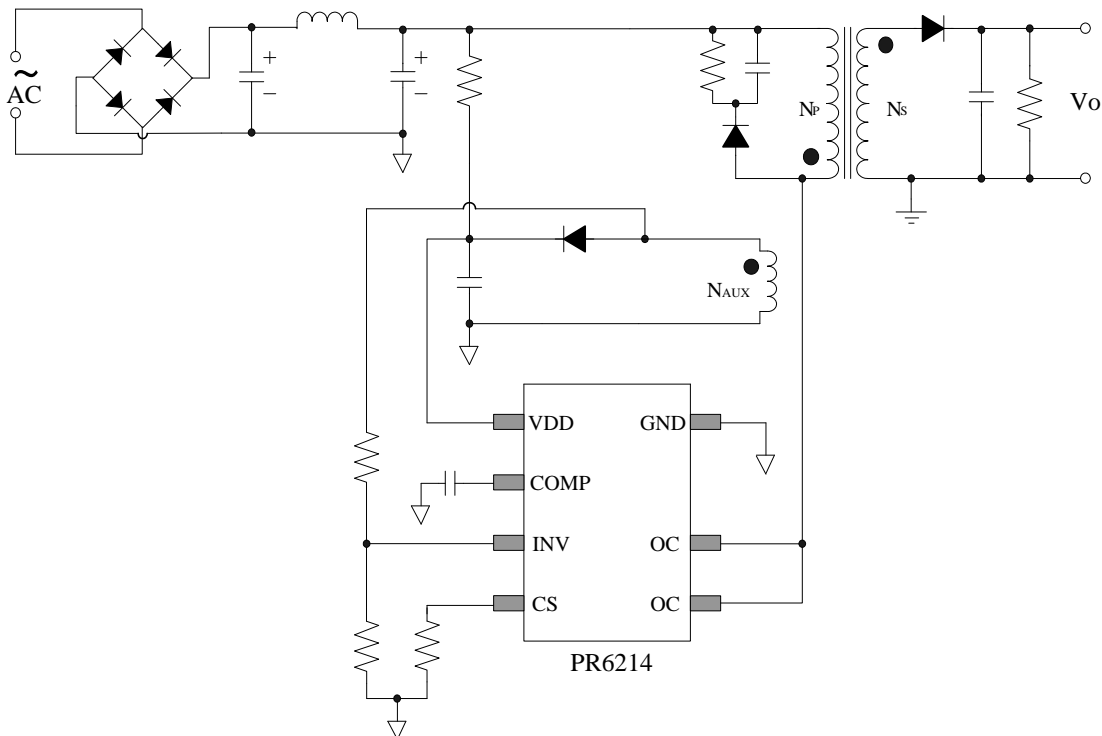 ~
AC
+
−
+
−
NP
NS
Vo
NAUX
VDD
GND
COMP
INV
OC
CS
OC
PR6214